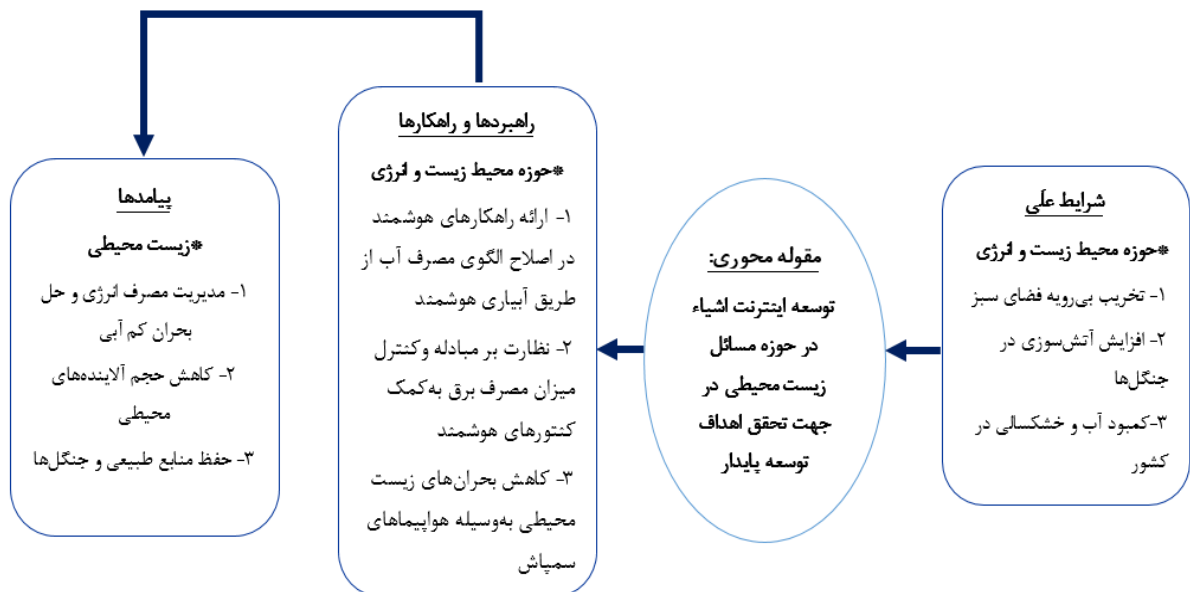 شرایط علّی
*حوزه محیط زیست و انرژی
۱- تخریب بی‌رویه فضای سبز
۲- افزایش آتش‌سوزی در
جنگل‌ها
۳-کمبود آب و خشکسالی در
کشور
مقوله محوری:
توسعه اینترنت اشیاء
در حوزه مسائل
زیست محیطی در
جهت تحقق اهداف
توسعه پایدار
راهبردها و راهکارها
*حوزه محیط زیست و انرژی
۱- ارائه راهکارهای هوشمند
در اصلاح الگوی مصرف آب از
طریق آبیاری هوشمند
۲- نظارت بر مبادله وکنترل
میزان مصرف برق به‌کمک
کنتورهای هوشمند
۳- کاهش بحران‌های زیست
محیطی به‌وسیله هواپیماهای
سمپاش
پیامدها
*زیست محیطی
۱- مدیریت مصرف انرژی و حل
بحران کم آبی
۲- کاهش حجم آلاینده‌های
محیطی
۳- حفظ منابع طبیعی و جنگل‌ها